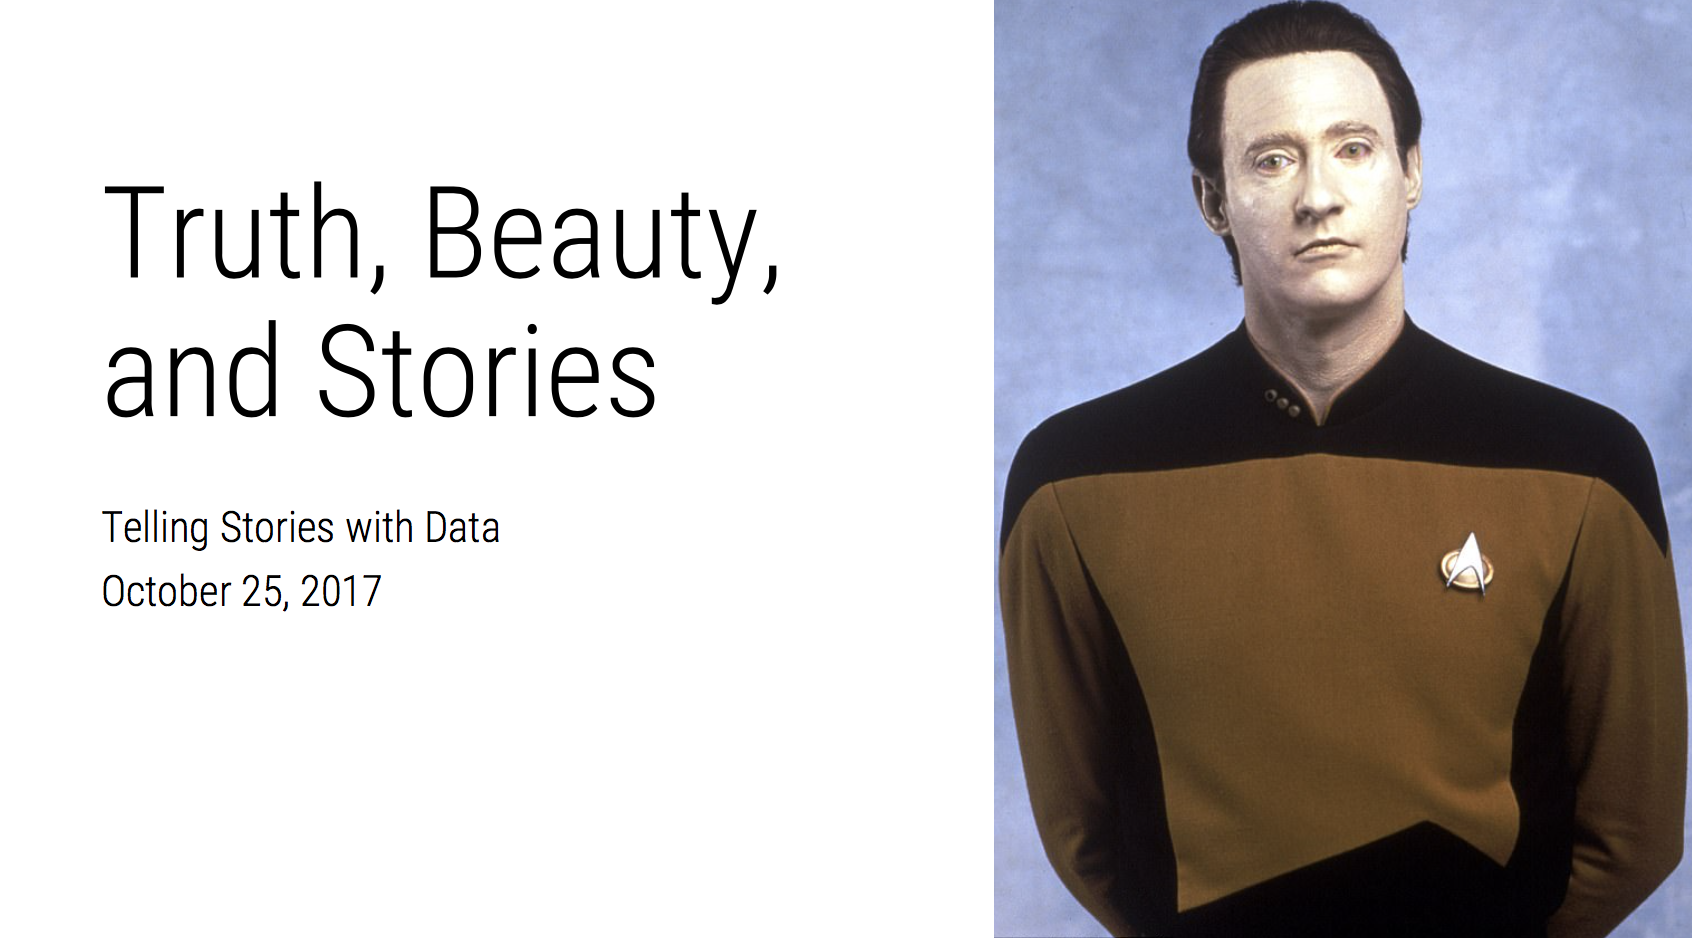 Truth, Beauty,
and Stories
Telling Stories with Data
October 25, 2017